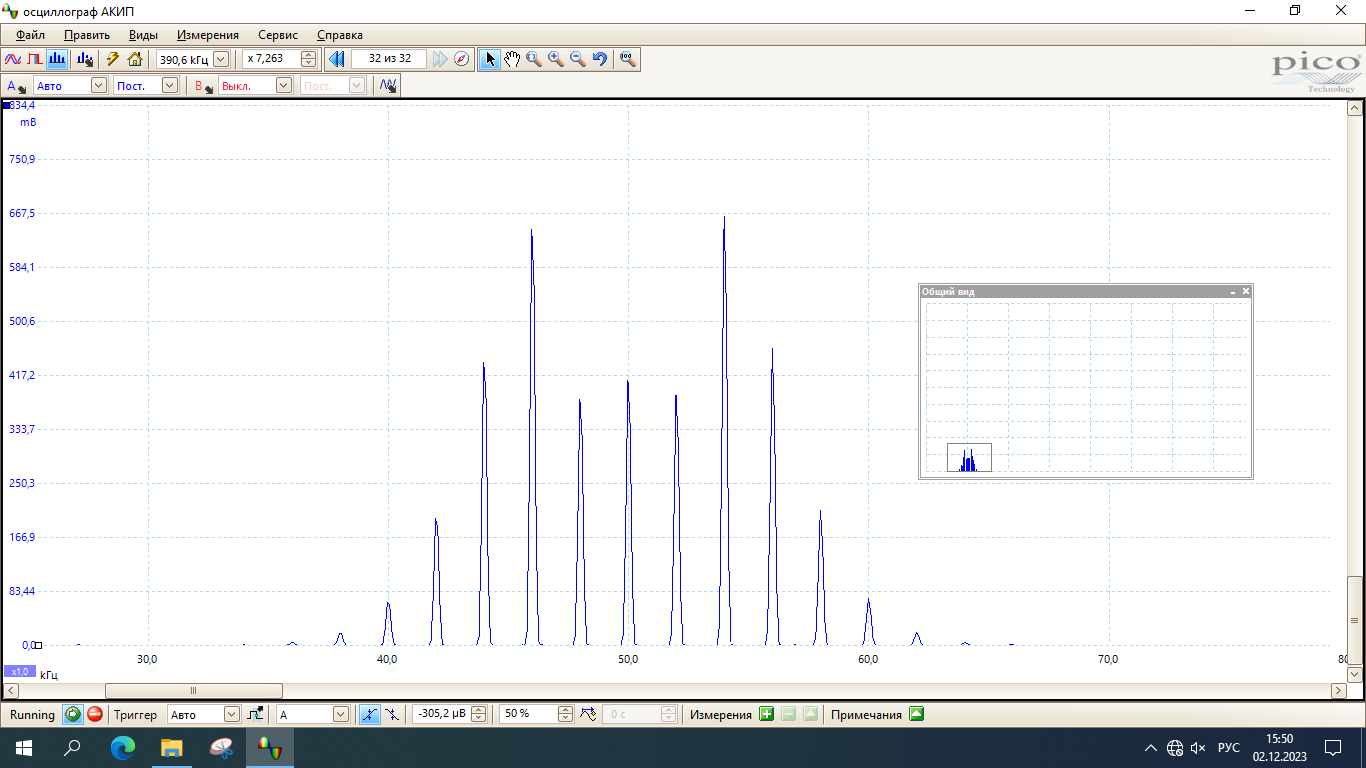 осциллограф АКИП
Файл Править Виды Измерения Сервис Справка
390,6 кГц x 7,263 32 из 32
pico
Technology
A Авто Пост. B Выкл. Пост.
834,4
mB
750,9
667,5
584,1
500,6
417,2
333,7
250,3
166,9
83,44
0,0
Общий вид
30,0 40,0 50,0 60,0 70,0 80
x1,0 кГц
Running Триггер Авто A -305,2 µB 50 % 0 с Измерения Примечания
15:50
РУС
02.12.2023